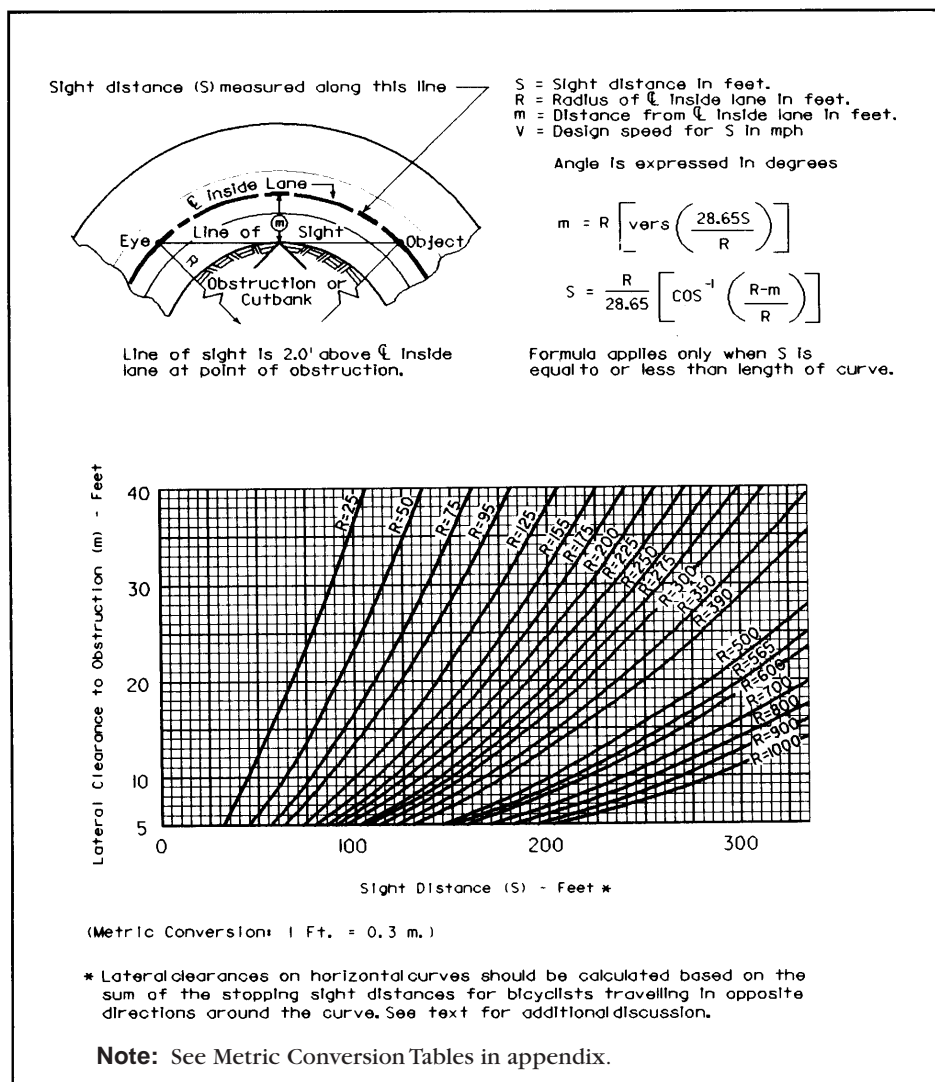 Sight distance (S) measured along this line
S = Sight distance in feet.
R = Radius of ℄ inside lane in feet.
m = Distance from ℄ inside lane in feet.
V = Design speed for S in mph
Angle is expressed in degrees
℄ Inside Lane
m
Eye
Line of Sight
Object
R
Obstruction or
Cutbank
m = R [vers (28.65S / R)]
S = R / 28.65 [COS⁻¹ (R-m / R)]
Line of sight is 2.0' above ℄ inside
lane at point of obstruction.
Formula applies only when S is
equal to or less than length of curve.
Lateral Clearance to Obstruction (m) - Feet
40
30
20
10
5
R=25
R=50
R=75
R=95
R=125
R=155
R=175
R=200
R=225
R=250
R=275
R=300
R=350
R=390
R=500
R=565
R=600
R=700
R=800
R=900
R=1000
0
100
200
300
Sight Distance (S) - Feet *
(Metric Conversion: 1 Ft. = 0.3 m.)
* Lateral clearances on horizontal curves should be calculated based on the
sum of the stopping sight distances for bicyclists travelling in opposite
directions around the curve. See text for additional discussion.
Note: See Metric Conversion Tables in appendix.